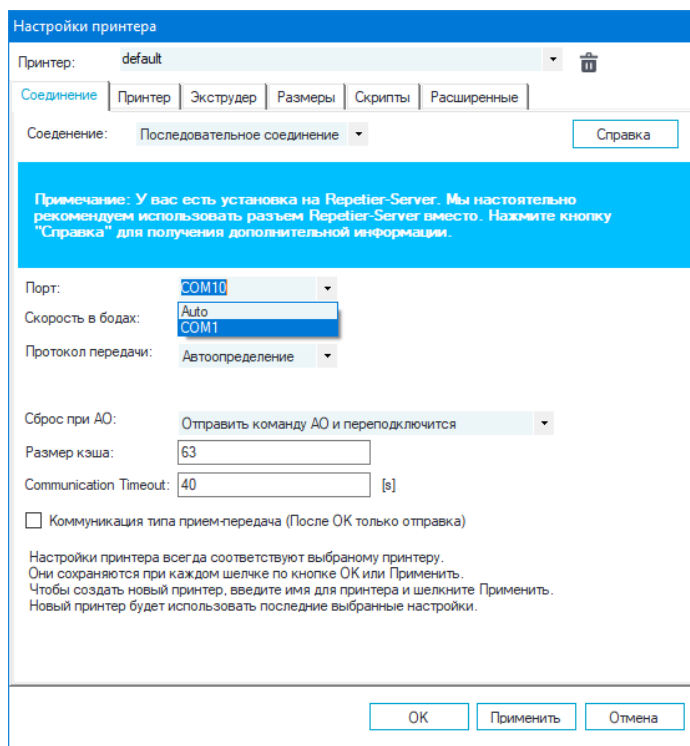 Настройки принтера
Принтер: default
Соединение Принтер Экструдер Размеры Скрипты Расширенные
Соеденение: Последовательное соединение Справка
Примечание: У вас есть установка на Repetier-Server. Мы настоятельно
рекомендуем использовать разъем Repetier-Server вместо. Нажмите кнопку
"Справка" для получения дополнительной информации.
Порт: COM10
Auto
Скорость в бодах: COM1
Протокол передачи: Автоопределение
Сброс при АО: Отправить команду АО и переподключится
Размер кэша: 63
Communication Timeout: 40 [s]
Коммуникация типа прием-передача (После ОК только отправка)
Настройки принтера всегда соответствуют выбраному принтеру.
Они сохраняются при каждом шелчке по кнопке ОК или Применить.
Чтобы создать новый принтер, введите имя для принтера и шелкните Применить.
Новый принтер будет использовать последние выбранные настройки.
OK Применить Отмена